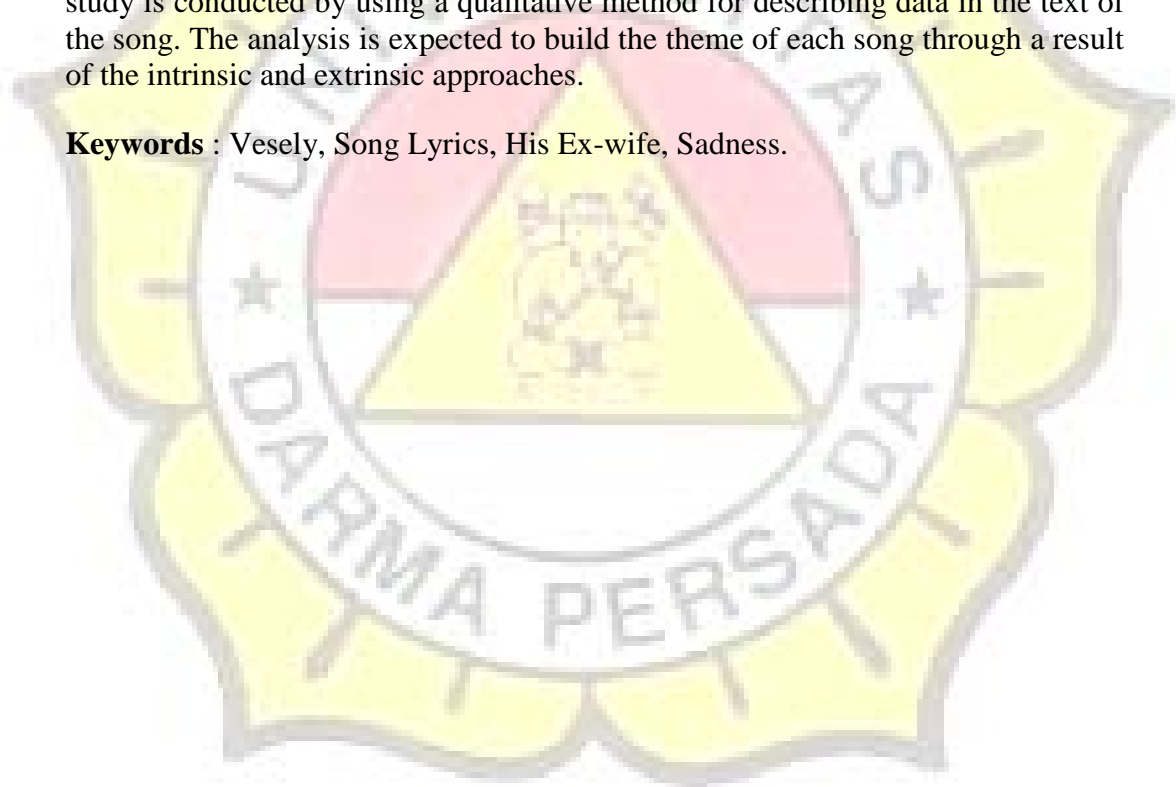 study is conducted by using a qualitative method for describing data in the text of
the song. The analysis is expected to build the theme of each song through a result
of the intrinsic and extrinsic approaches.
Keywords : Vesely, Song Lyrics, His Ex-wife, Sadness.
DARMA PERSADA